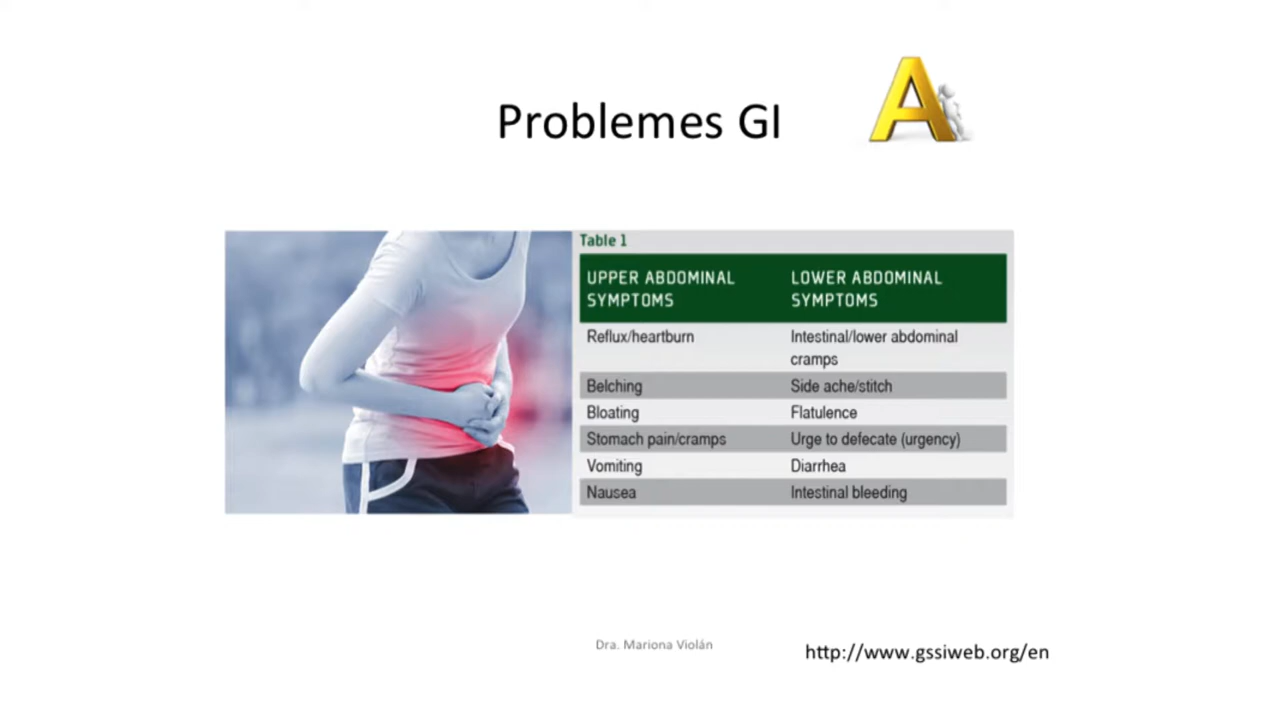 Problemes GI
A
Table 1
UPPER ABDOMINAL SYMPTOMS
LOWER ABDOMINAL SYMPTOMS
Reflux/heartburn
Intestinal/lower abdominal cramps
Belching
Side ache/stitch
Bloating
Flatulence
Stomach pain/cramps
Urge to defecate (urgency)
Vomiting
Diarrhea
Nausea
Intestinal bleeding
Dra. Mariona Violán
http://www.gssiweb.org/en